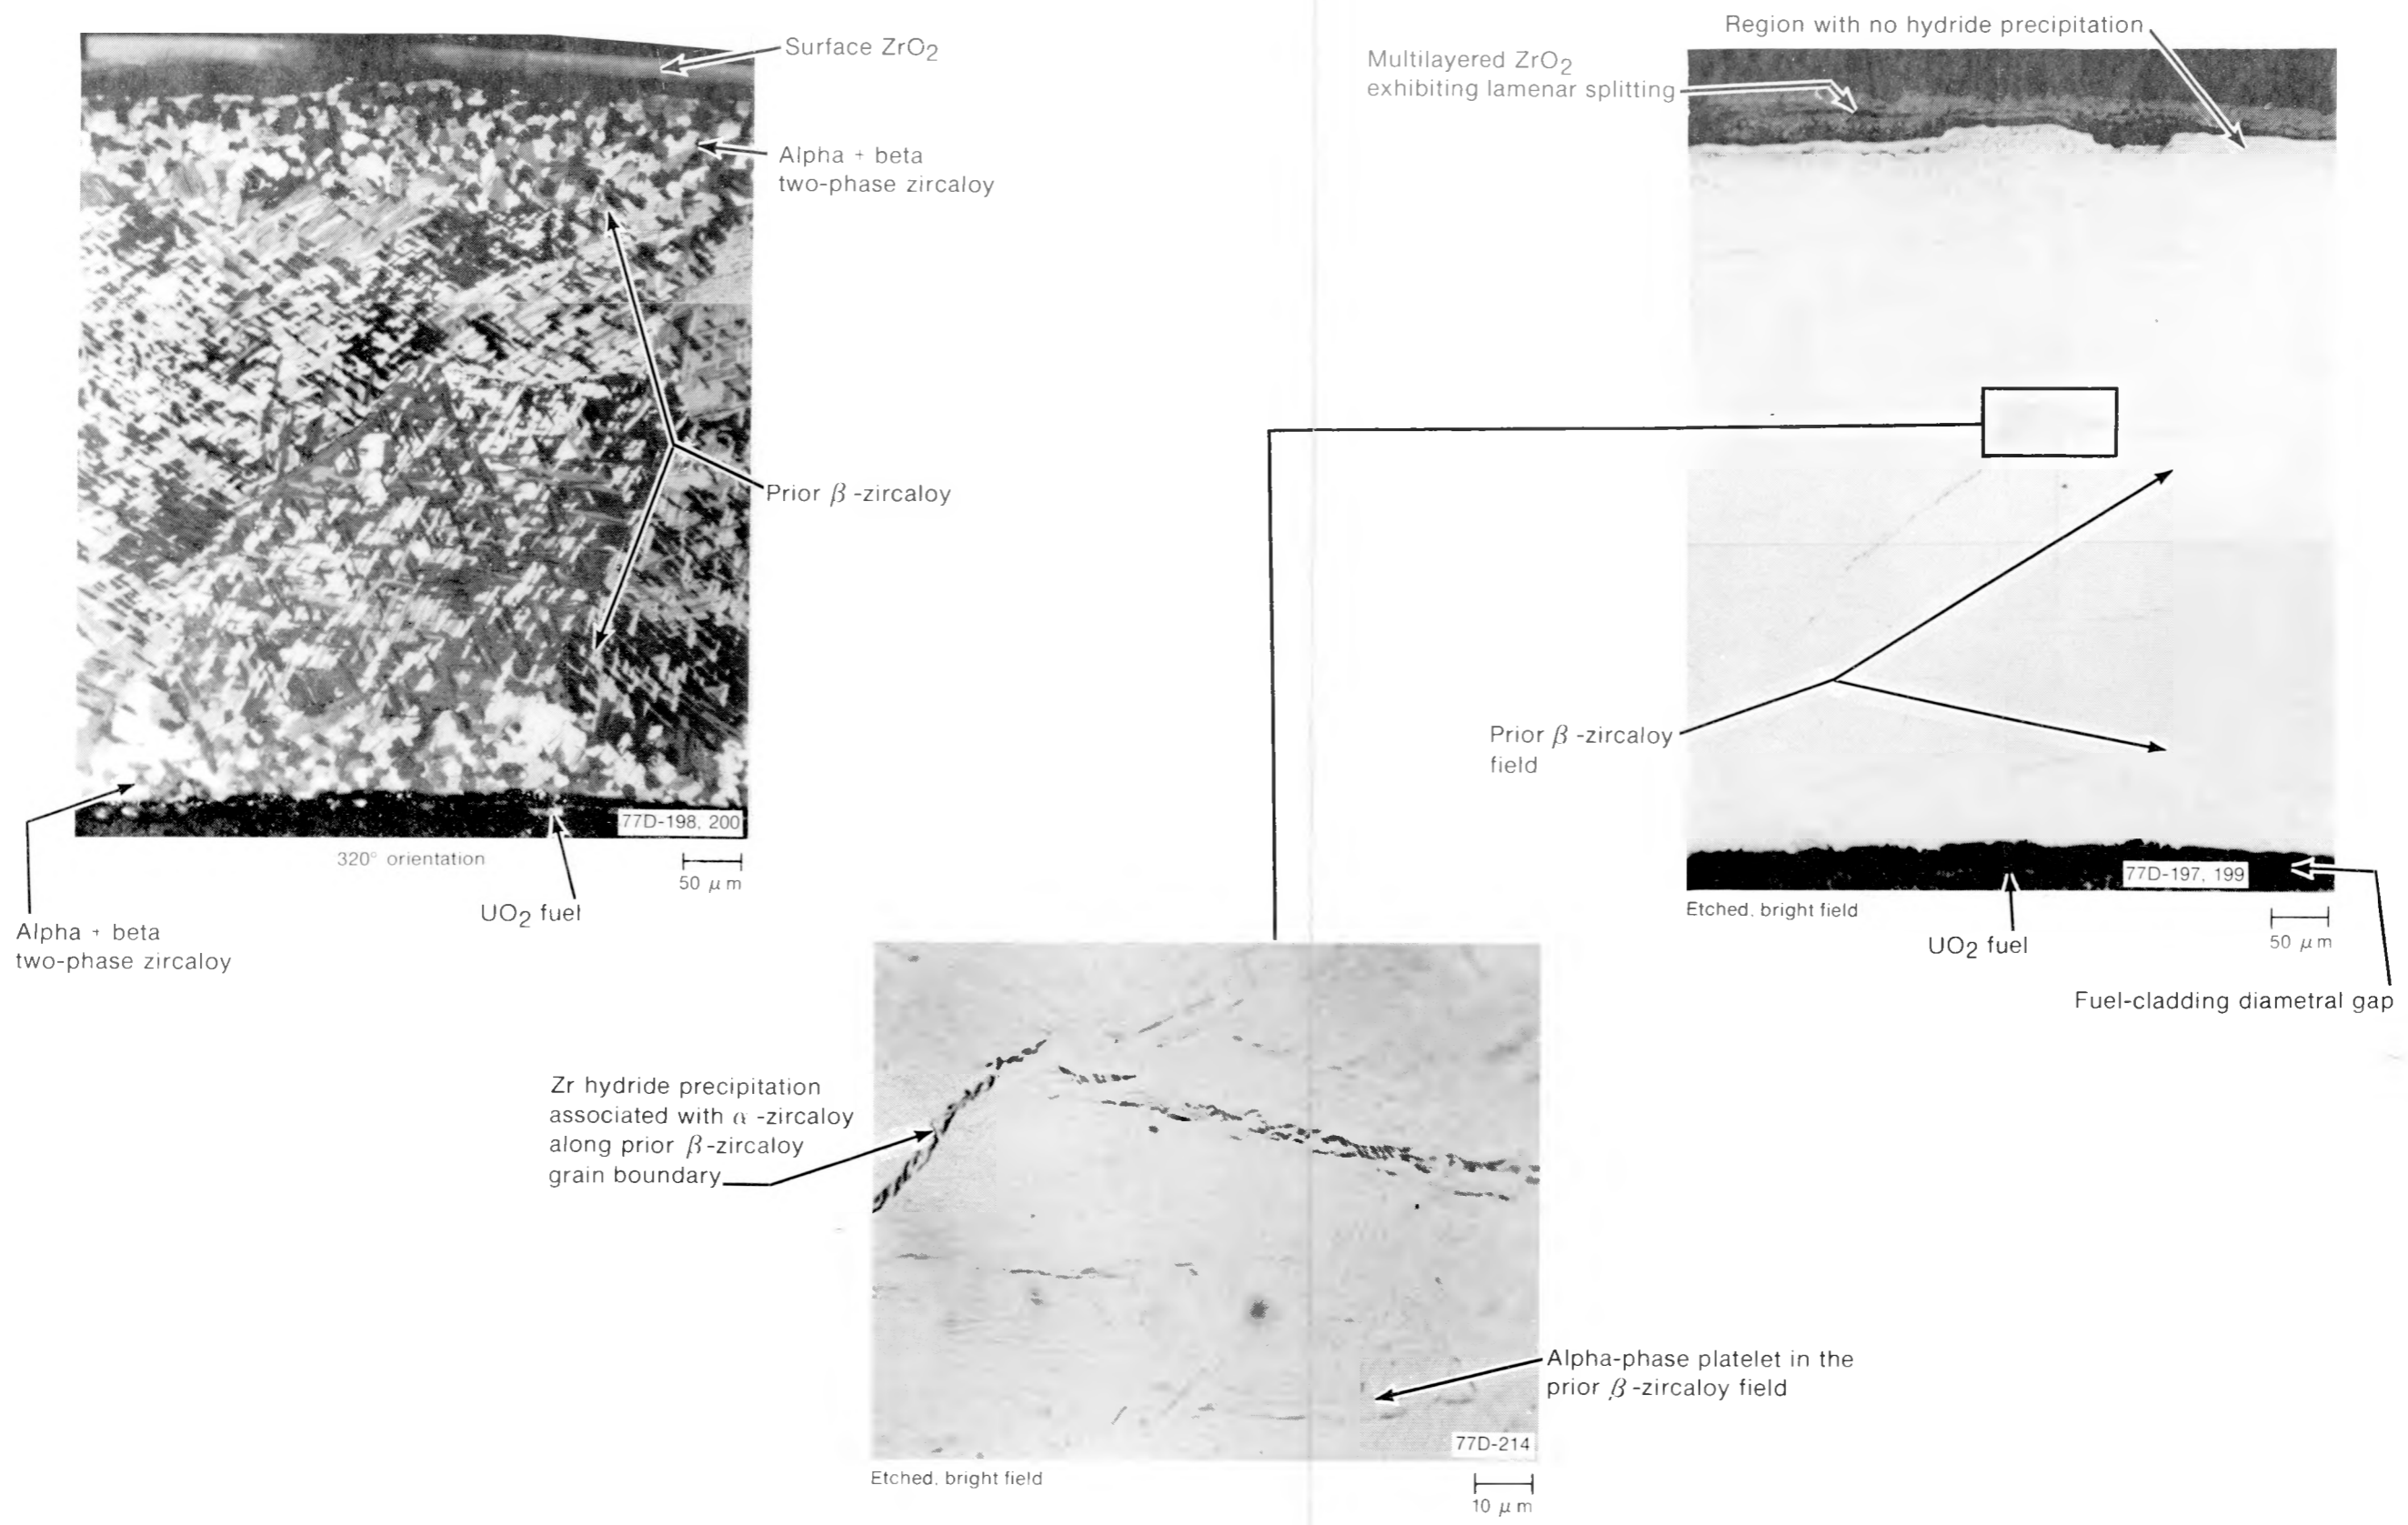 Surface ZrO2
Alpha + beta
two-phase zircaloy
Prior β -zircaloy
77D-198, 200
320° orientation
50 μm
UO2 fuel
Alpha + beta
two-phase zircaloy
Region with no hydride precipitation
Multilayered ZrO2
exhibiting lamenar splitting
Prior β -zircaloy
field
77D-197, 199
Etched, bright field
50 μm
UO2 fuel
Fuel-cladding diametral gap
Zr hydride precipitation
associated with α -zircaloy
along prior β-zircaloy
grain boundary
Alpha-phase platelet in the
prior β -zircaloy field
77D-214
Etched, bright field
10 μm